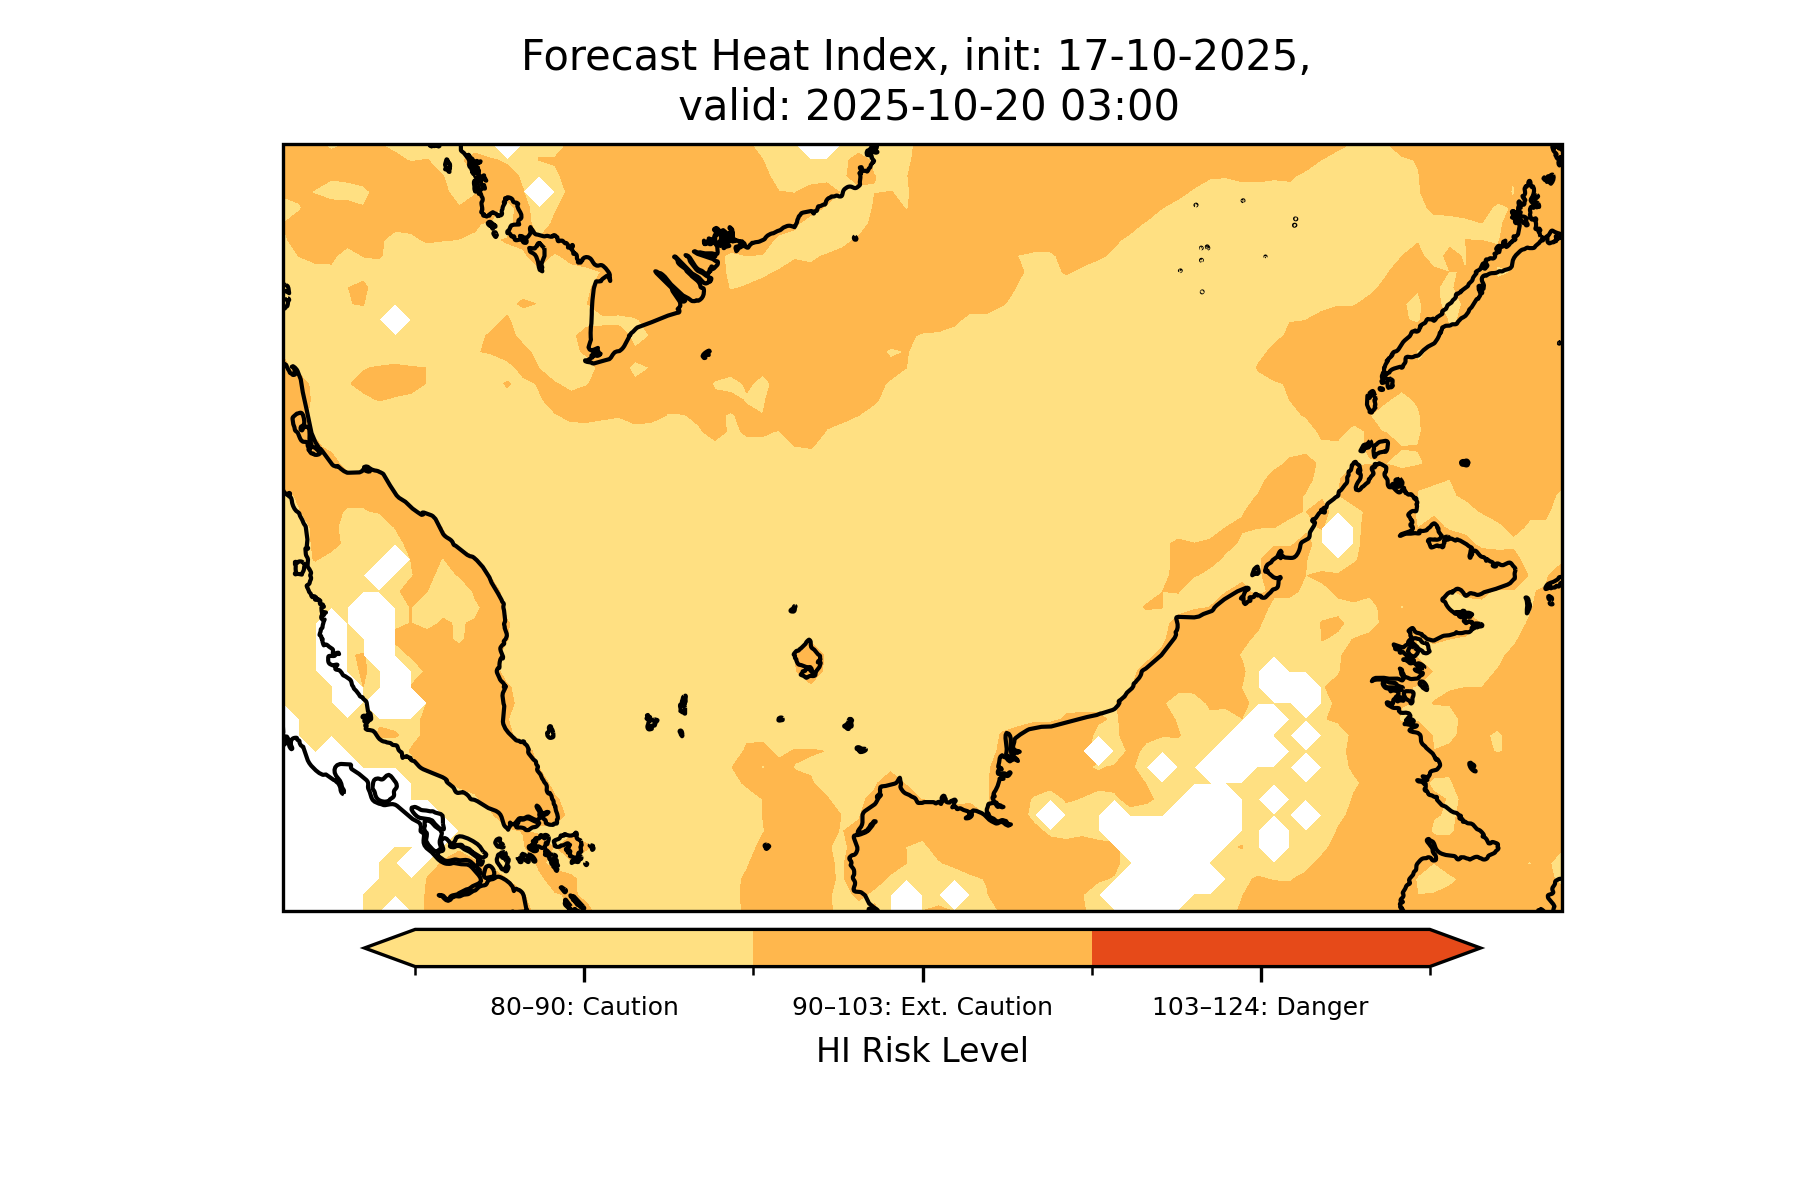 Forecast Heat Index, init: 17-10-2025,
valid: 2025-10-20 03:00
80–90: Caution
90–103: Ext. Caution
103–124: Danger
HI Risk Level